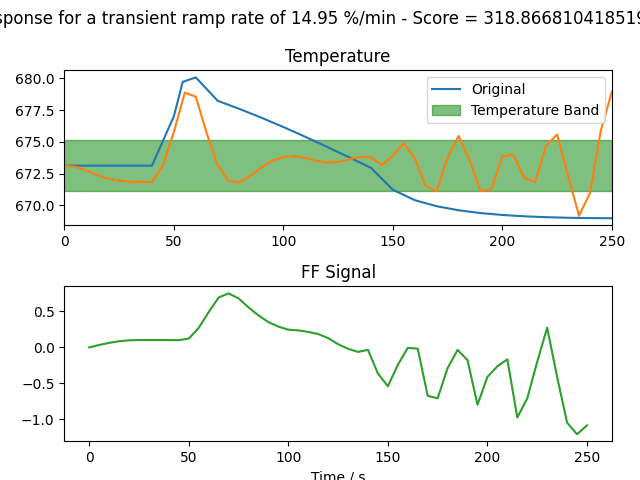 sponse for a transient ramp rate of 14.95 %/min - Score = 318.866810418519
Temperature
680.0
677.5
675.0
672.5
670.0
Original
Temperature Band
0 50 100 150 200 250
FF Signal
0.5
0.0
−0.5
−1.0
0 50 100 150 200 250
Time / s